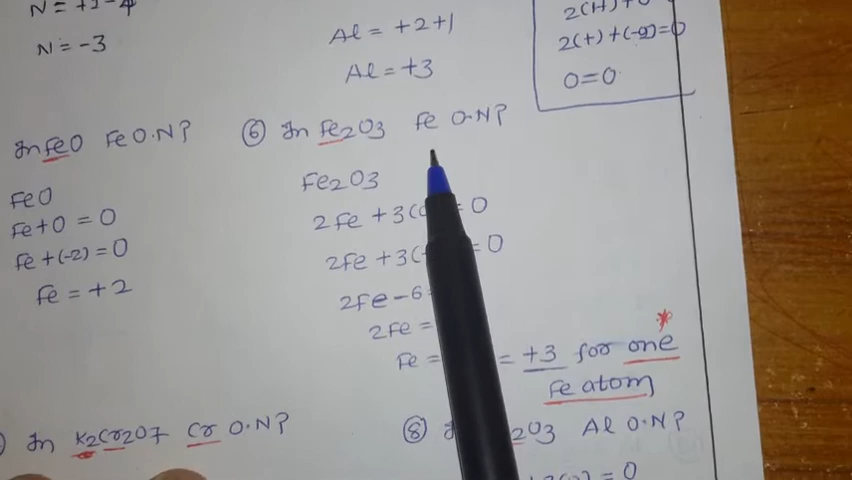 N = +1-4
N = -3
Al = +2+1
Al = +3
2(+)+(-2)=0
0=0
In FeO Fe O.N?
FeO
Fe+O = 0
Fe+(-2)=0
Fe = +2
⑥ In Fe2O3 Fe O.N?
Fe2O3
2Fe + 3( = 0
2Fe + 3( = 0
2Fe - 6
2Fe =
Fe = = +3 for one *
Fe atom
In K2Cr2O7 Cr O.N?
⑧ 2O3 Al O.N?
= 0